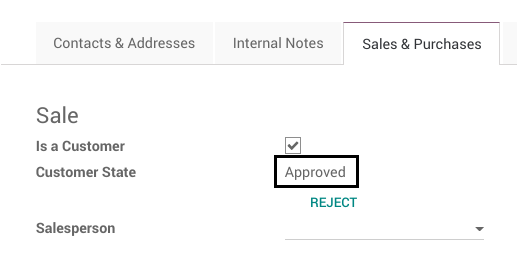 Contacts & Addresses Internal Notes Sales & Purchases
Sale
Is a Customer
Customer State Approved
REJECT
Salesperson